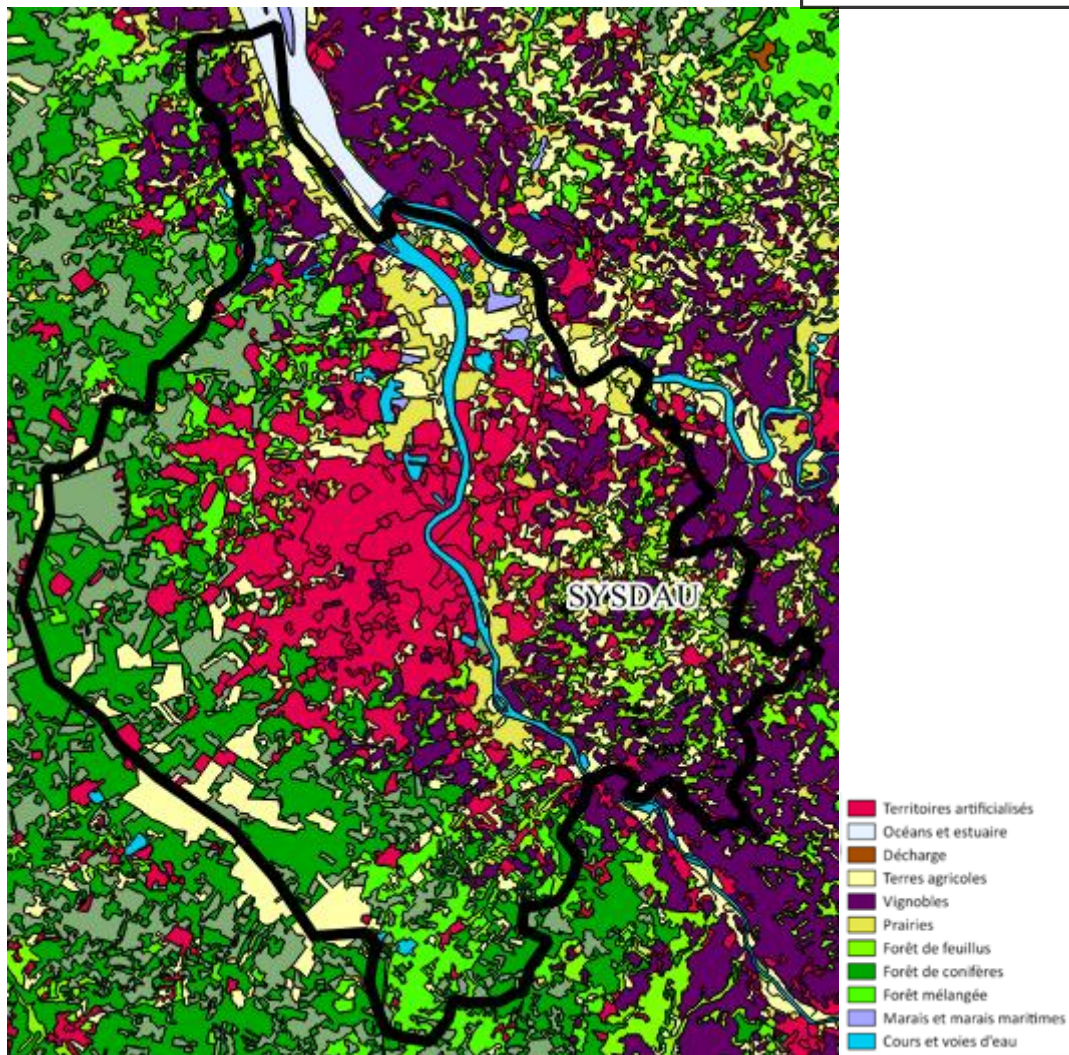 SYSDAU
Territoires artificialisés
Océans et estuaire
Décharge
Terres agricoles
Vignobles
Prairies
Forêt de feuillus
Forêt de conifères
Forêt mélangée
Marais et marais maritimes
Cours et voies d'eau